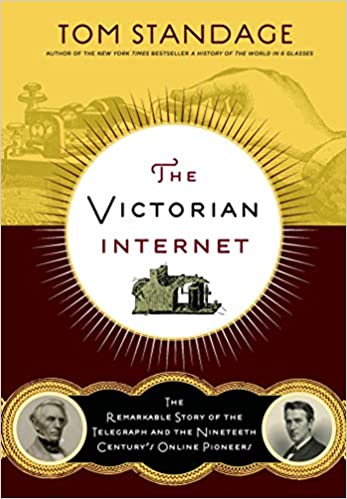 TOM STANDAGE
AUTHOR OF THE NEW YORK TIMES BESTSELLER A HISTORY OF THE WORLD IN 6 GLASSES
THE
VICTORIAN
INTERNET
THE
REMARKABLE STORY OF THE
TELEGRAPH AND THE NINETEETH
CENTURY'S ONLINE PIONEERS